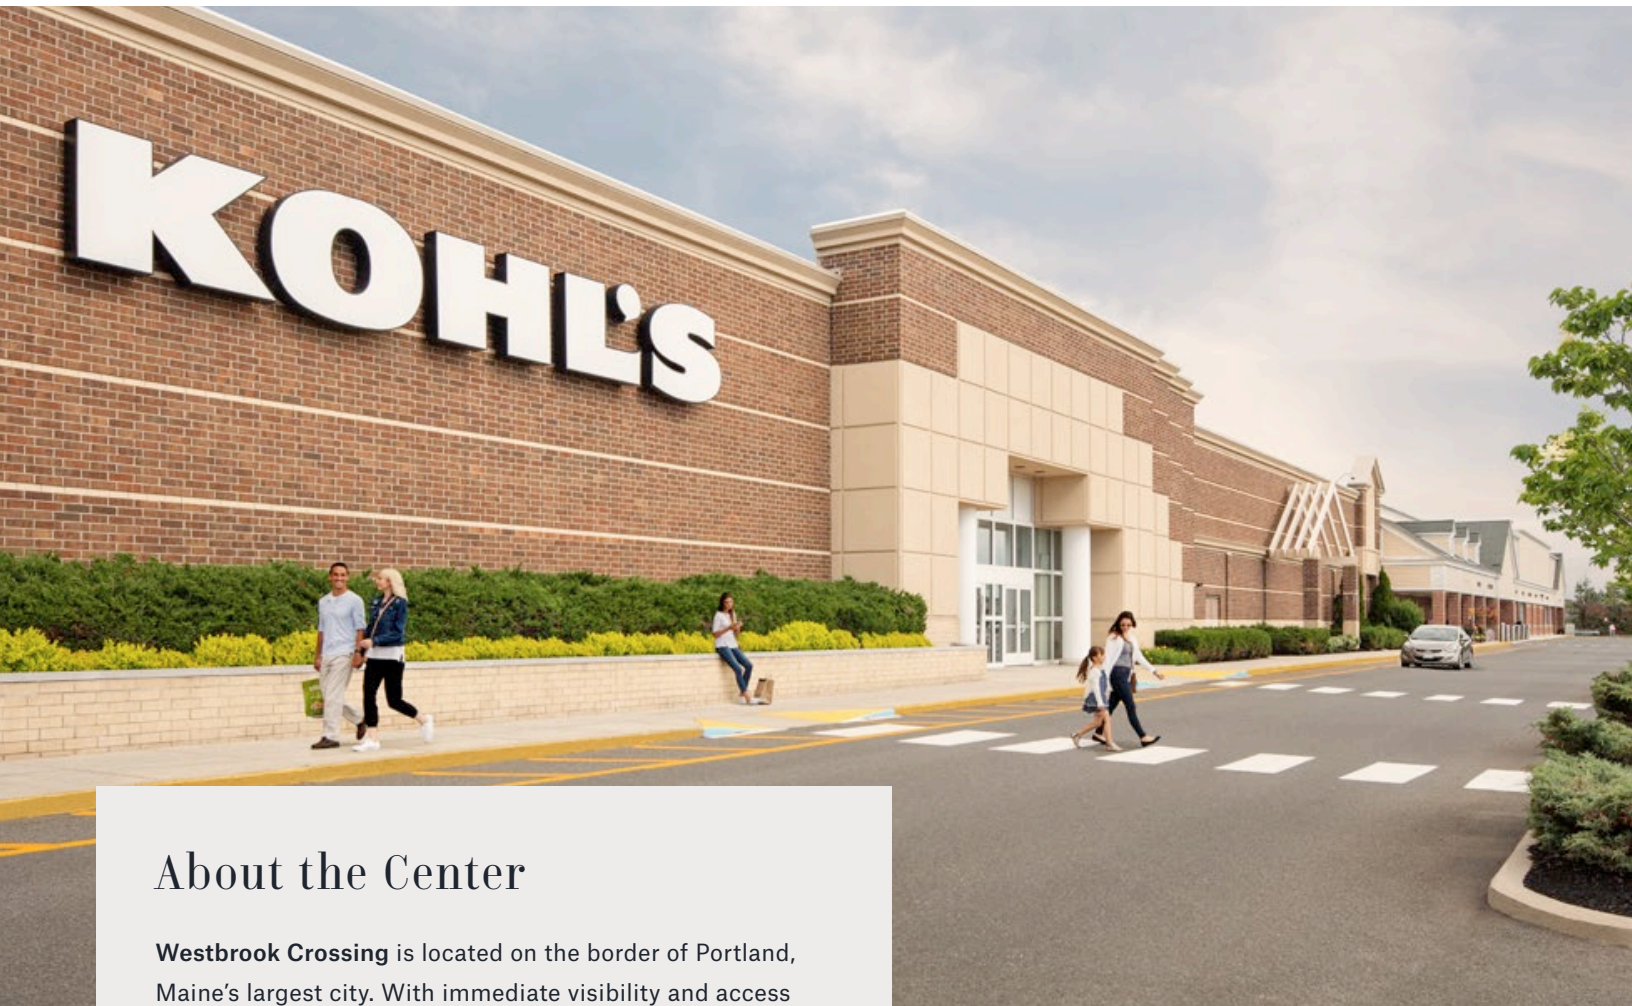 KOHL'S
About the Center
Westbrook Crossing is located on the border of Portland,
Maine’s largest city. With immediate visibility and access